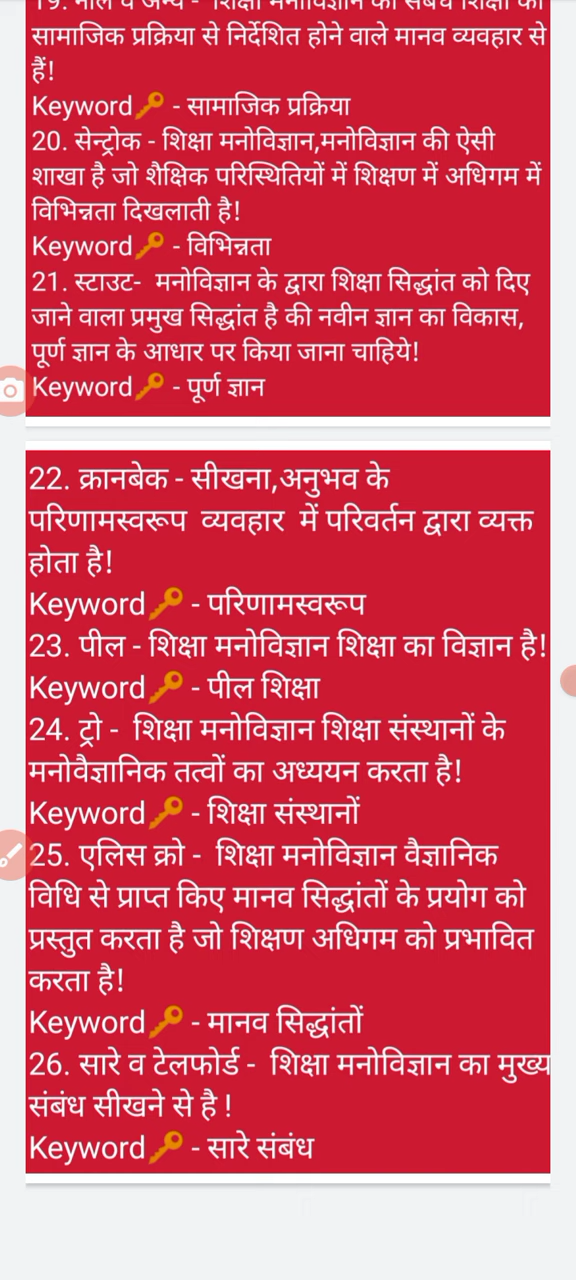 सामाजिक प्रक्रिया से निर्देशित होने वाले मानव व्यवहार से
हैं!
Keyword🔑 - सामाजिक प्रक्रिया
20. सेन्ट्रोक - शिक्षा मनोविज्ञान,मनोविज्ञान की ऐसी
शाखा है जो शैक्षिक परिस्थितियों में शिक्षण में अधिगम में
विभिन्नता दिखलाती है!
Keyword🔑 - विभिन्नता
21. स्टाउट- मनोविज्ञान के द्वारा शिक्षा सिद्धांत को दिए
जाने वाला प्रमुख सिद्धांत है की नवीन ज्ञान का विकास,
पूर्ण ज्ञान के आधार पर किया जाना चाहिये!
Keyword🔑 - पूर्ण ज्ञान
22. क्रानबेक - सीखना,अनुभव के
परिणामस्वरूप व्यवहार में परिवर्तन द्वारा व्यक्त
होता है!
Keyword🔑 - परिणामस्वरूप
23. पील - शिक्षा मनोविज्ञान शिक्षा का विज्ञान है!
Keyword🔑 - पील शिक्षा
24. ट्रो - शिक्षा मनोविज्ञान शिक्षा संस्थानों के
मनोवैज्ञानिक तत्वों का अध्ययन करता है!
Keyword🔑 - शिक्षा संस्थानों
25. एलिस क्रो - शिक्षा मनोविज्ञान वैज्ञानिक
विधि से प्राप्त किए मानव सिद्धांतों के प्रयोग को
प्रस्तुत करता है जो शिक्षण अधिगम को प्रभावित
करता है!
Keyword🔑 - मानव सिद्धांतों
26. सारे व टेलफोर्ड - शिक्षा मनोविज्ञान का मुख्य
संबंध सीखने से है !
Keyword🔑 - सारे संबंध